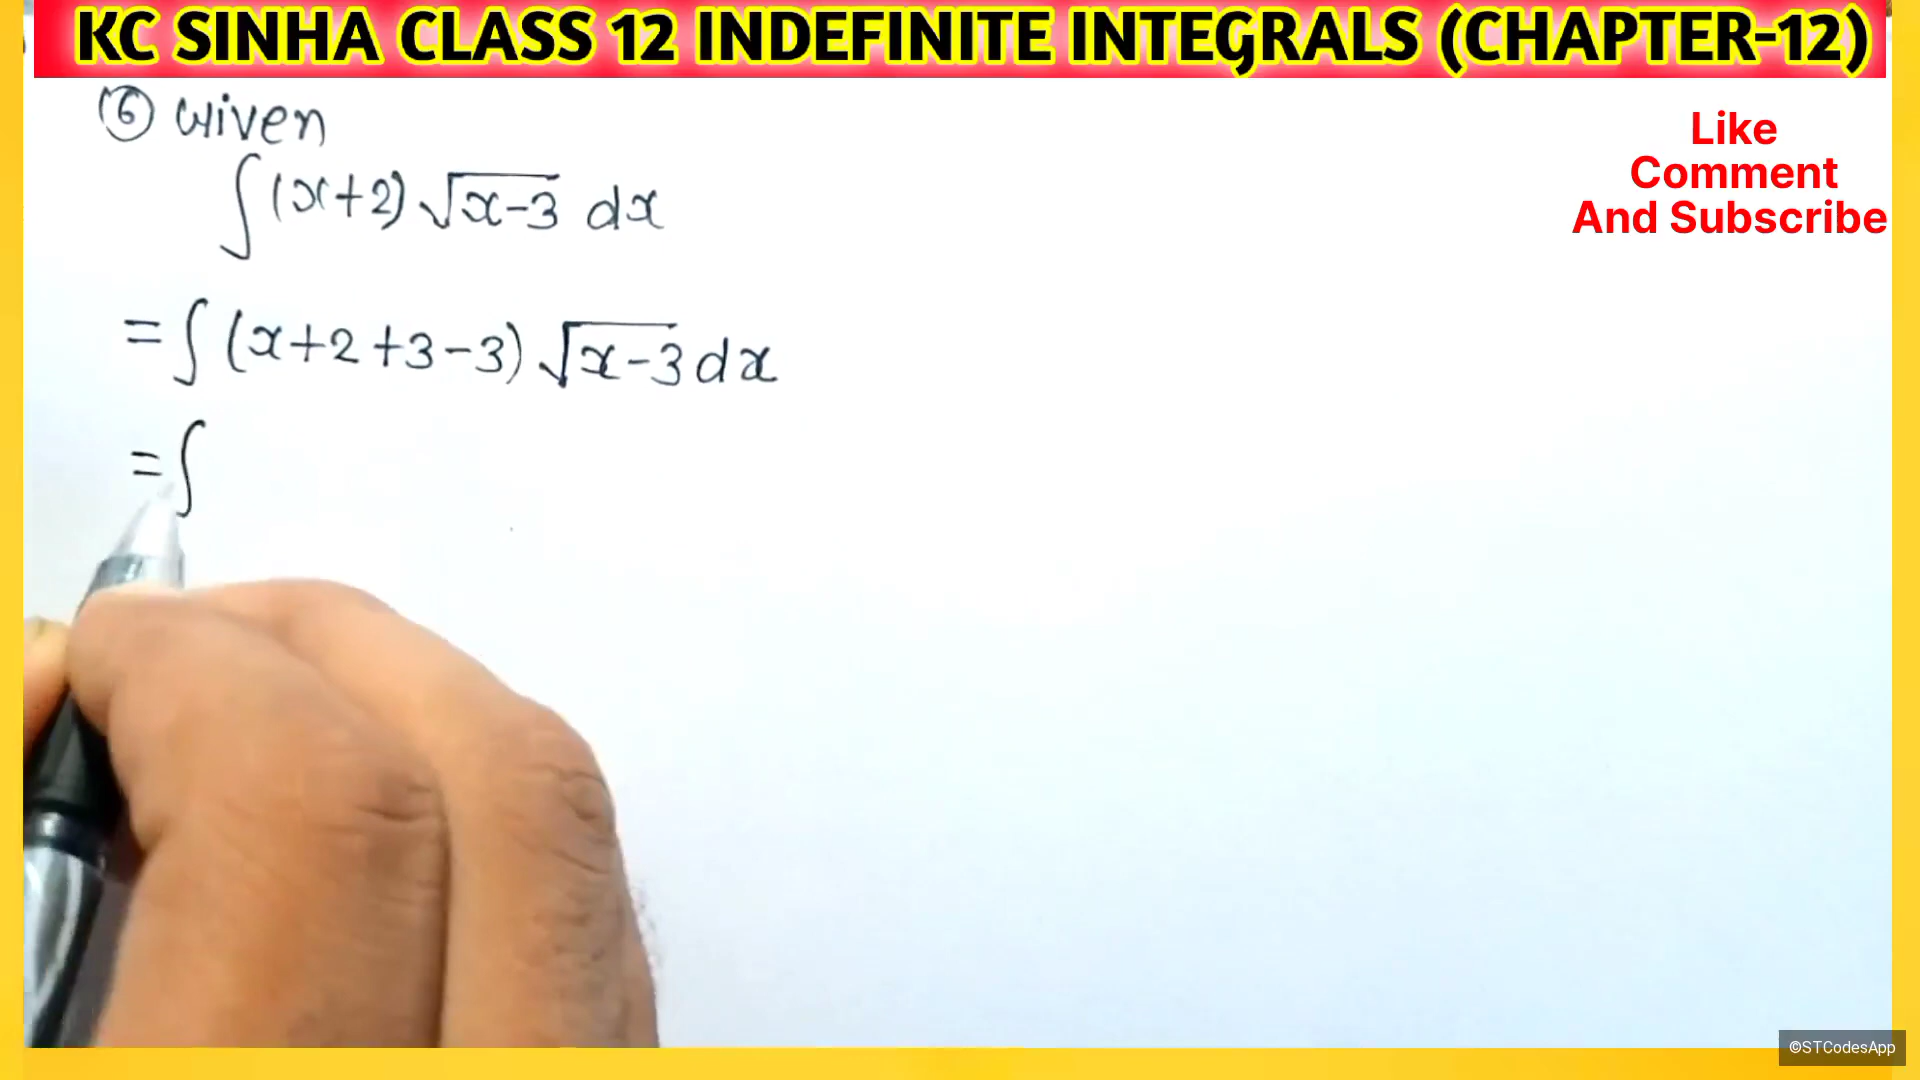 KC SINHA CLASS 12 INDEFINITE INTEGRALS (CHAPTER-12)
⑥ Given
∫(x+2) √(x-3) dx
= ∫ (x+2+3-3) √(x-3) dx
= ∫
Like
Comment
And Subscribe
©STCodesApp